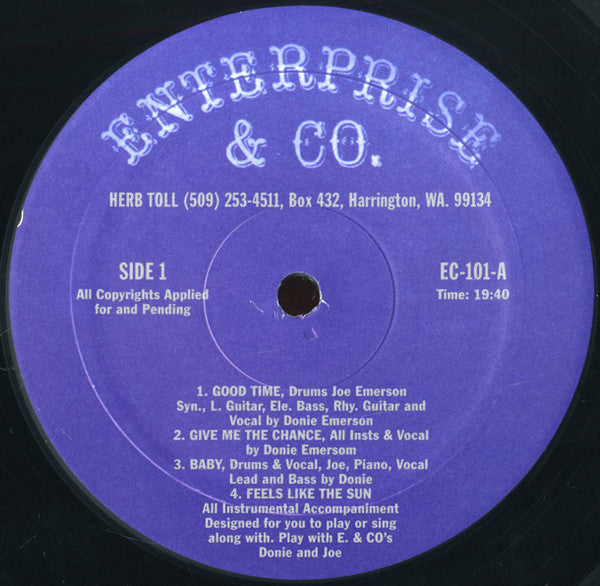 ENTERPRISE
& CO.
HERB TOLL (509) 253-4511, Box 432, Harrington, WA. 99134
SIDE 1
All Copyrights Applied
for and Pending
EC-101-A
Time: 19:40
1. GOOD TIME, Drums Joe Emerson
Syn., L. Guitar, Ele. Bass, Rhy. Guitar and
Vocal by Donie Emerson
2. GIVE ME THE CHANCE, All Insts & Vocal
by Donie Emersom
3. BABY, Drums & Vocal, Joe, Piano, Vocal
Lead and Bass by Donie
4. FEELS LIKE THE SUN
All Instrumental Accompaniment
Designed for you to play or sing
along with. Play with E. & CO's
Donie and Joe